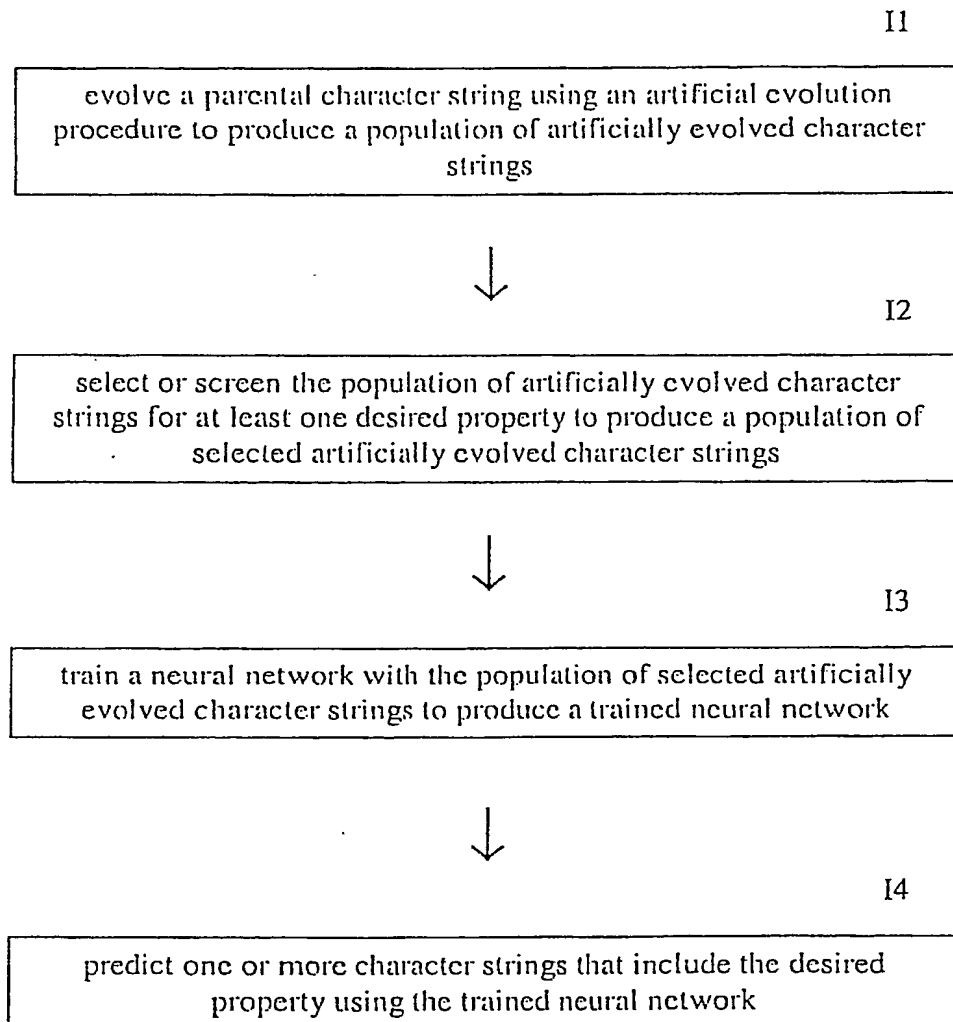 I1
evolve a parental character string using an artificial evolution
procedure to produce a population of artificially evolved character
strings
I2
select or screen the population of artificially evolved character
strings for at least one desired property to produce a population of
selected artificially evolved character strings
I3
train a neural network with the population of selected artificially
evolved character strings to produce a trained neural network
I4
predict one or more character strings that include the desired
property using the trained neural network